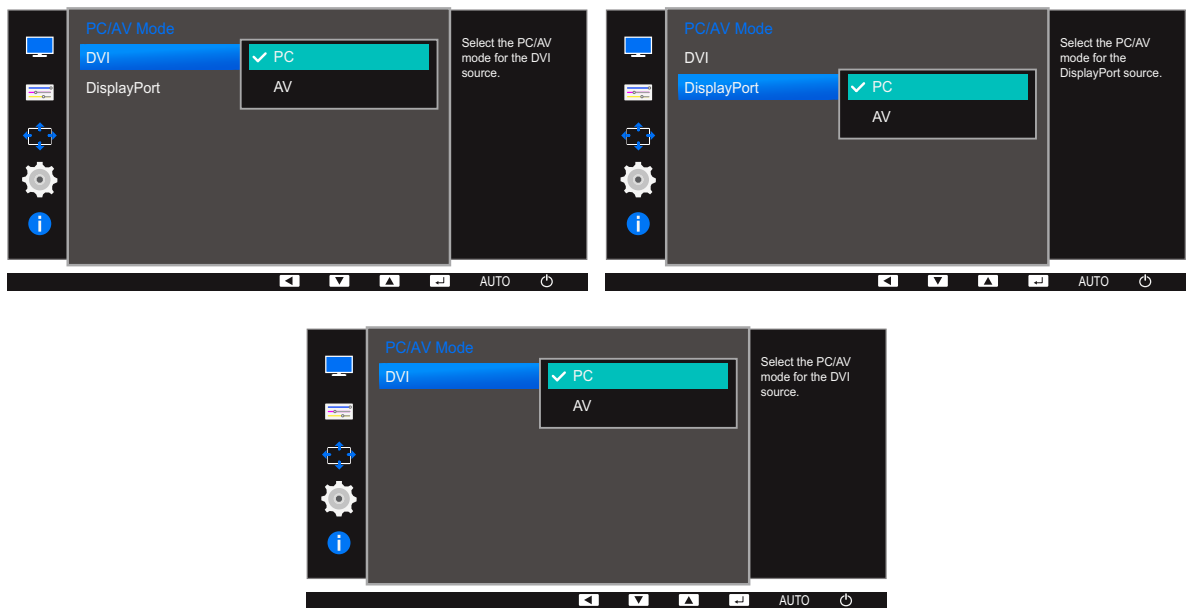 PC/AV Mode
DVI
PC
AV
DisplayPort
Select the PC/AV
mode for the DVI
source.
AUTO
PC/AV Mode
DVI
DisplayPort
PC
AV
Select the PC/AV
mode for the
DisplayPort source.
AUTO
PC/AV Mode
DVI
PC
AV
Select the PC/AV
mode for the DVI
source.
AUTO